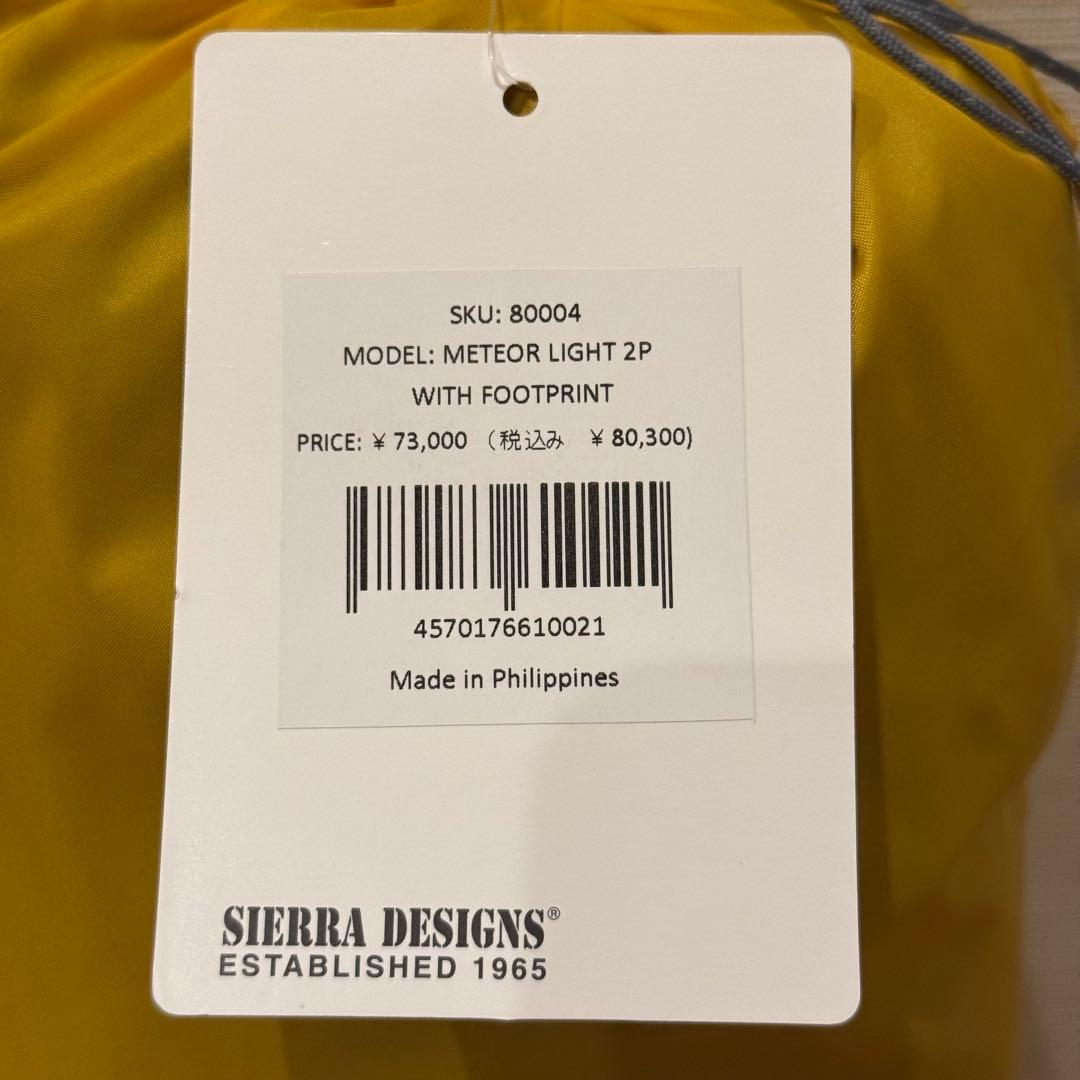 SKU: 80004
MODEL: METEOR LIGHT 2P
WITH FOOTPRINT
PRICE: ¥ 73,000 （税込み　¥ 80,300)
4570176610021
Made in Philippines
SIERRA DESIGNS®
ESTABLISHED 1965